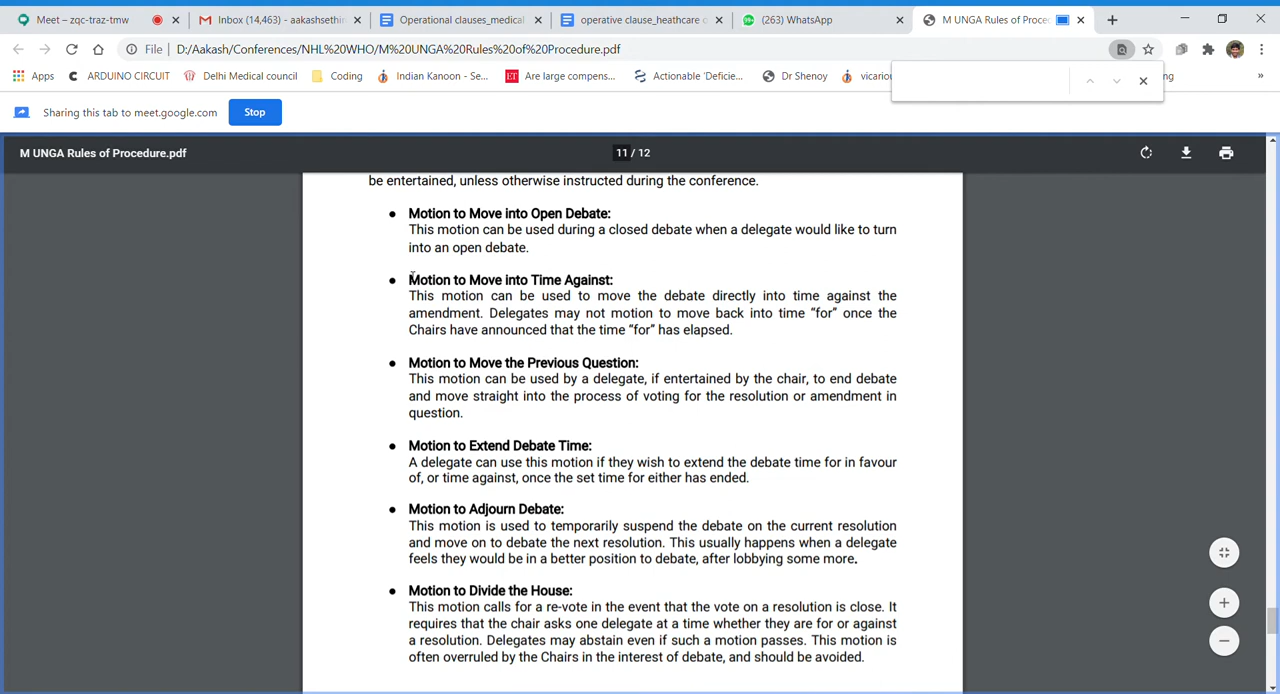 Meet – zqc-traz-tmw
Inbox (14,463) - aakashsethin
Operational clauses_medical
operative clause_heathcare c
(263) WhatsApp
M UNGA Rules of Proced
File D:/Aakash/Conferences/NHL%20WHO/M%20UNGA%20Rules%20of%20Procedure.pdf
Apps
ARDUINO CIRCUIT
Delhi Medical council
Coding
Indian Kanoon - Se...
Are large compens...
Actionable 'Deficie...
Dr Shenoy
vicariou
ng
»
Sharing this tab to meet.google.com
Stop
M UNGA Rules of Procedure.pdf
11 / 12
be entertained, unless otherwise instructed during the conference.
• Motion to Move into Open Debate:
This motion can be used during a closed debate when a delegate would like to turn
into an open debate.
• Motion to Move into Time Against:
This motion can be used to move the debate directly into time against the
amendment. Delegates may not motion to move back into time “for” once the
Chairs have announced that the time “for” has elapsed.
• Motion to Move the Previous Question:
This motion can be used by a delegate, if entertained by the chair, to end debate
and move straight into the process of voting for the resolution or amendment in
question.
• Motion to Extend Debate Time:
A delegate can use this motion if they wish to extend the debate time for in favour
of, or time against, once the set time for either has ended.
• Motion to Adjourn Debate:
This motion is used to temporarily suspend the debate on the current resolution
and move on to debate the next resolution. This usually happens when a delegate
feels they would be in a better position to debate, after lobbying some more.
• Motion to Divide the House:
This motion calls for a re-vote in the event that the vote on a resolution is close. It
requires that the chair asks one delegate at a time whether they are for or against
a resolution. Delegates may abstain even if such a motion passes. This motion is
often overruled by the Chairs in the interest of debate, and should be avoided.